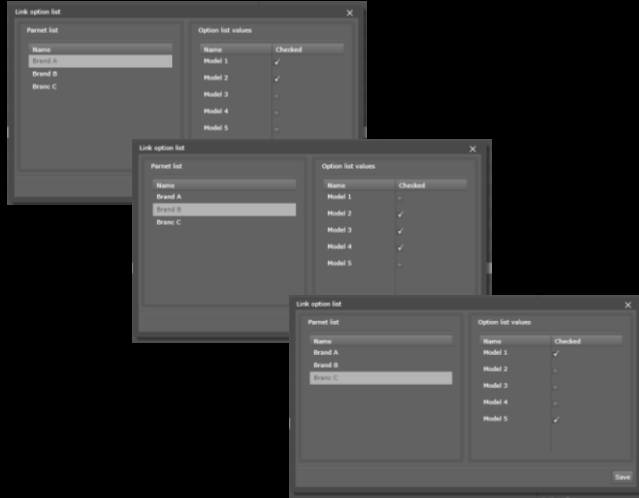 Link option list
Parnet list
Option list values
Name
Name Checked
Brand A
Model 1
Brand B
Model 2
Branc C
Model 3
Model 4
Model 5
Link option list
Parnet list
Option list values
Name
Name Checked
Brand A
Model 1
Brand B
Model 2
Branc C
Model 3
Model 4
Model 5
Link option list
Parnet list
Option list values
Name
Name Checked
Brand A
Model 1
Brand B
Model 2
Branc C
Model 3
Model 4
Model 5
Save